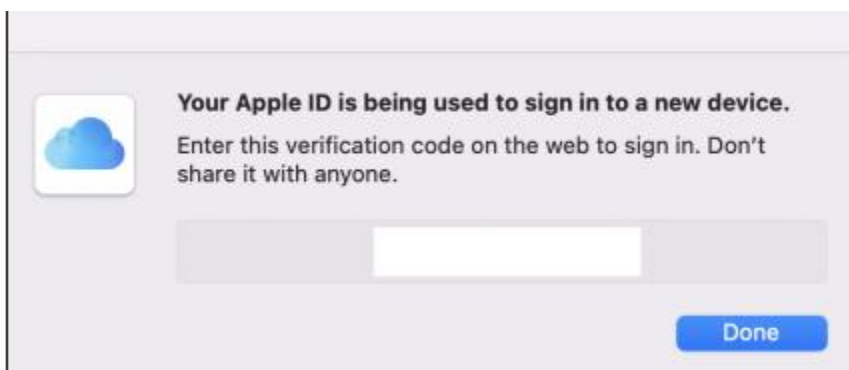 Your Apple ID is being used to sign in to a new device.
Enter this verification code on the web to sign in. Don't
share it with anyone.
Done